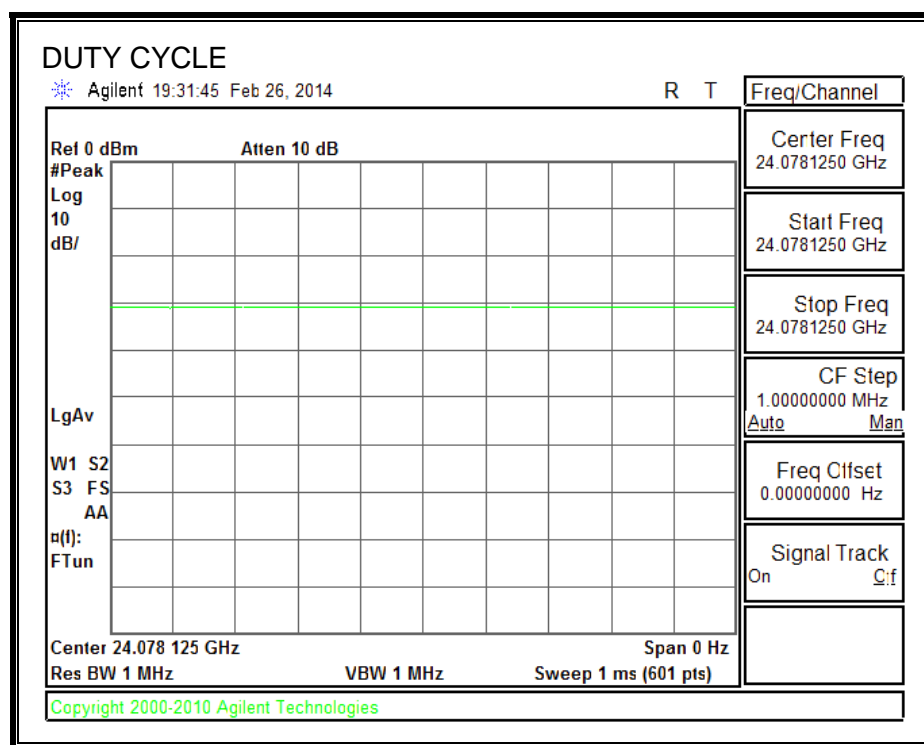 DUTY CYCLE
Agilent 19:31:45 Feb 26, 2014 R T
Ref 0 dBm Atten 10 dB
#Peak
Log
10
dB/
LgAv
W1 S2
S3 FS
AA
¤(f):
FTun
Center 24.078 125 GHz Span 0 Hz
Res BW 1 MHz VBW 1 MHz Sweep 1 ms (601 pts)
Copyright 2000-2010 Agilent Technologies
Freq/Channel
Center Freq
24.0781250 GHz
Start Freq
24.0781250 GHz
Stop Freq
24.0781250 GHz
CF Step
1.00000000 MHz
Auto Man
Freq Offset
0.00000000 Hz
Signal Track
On Off